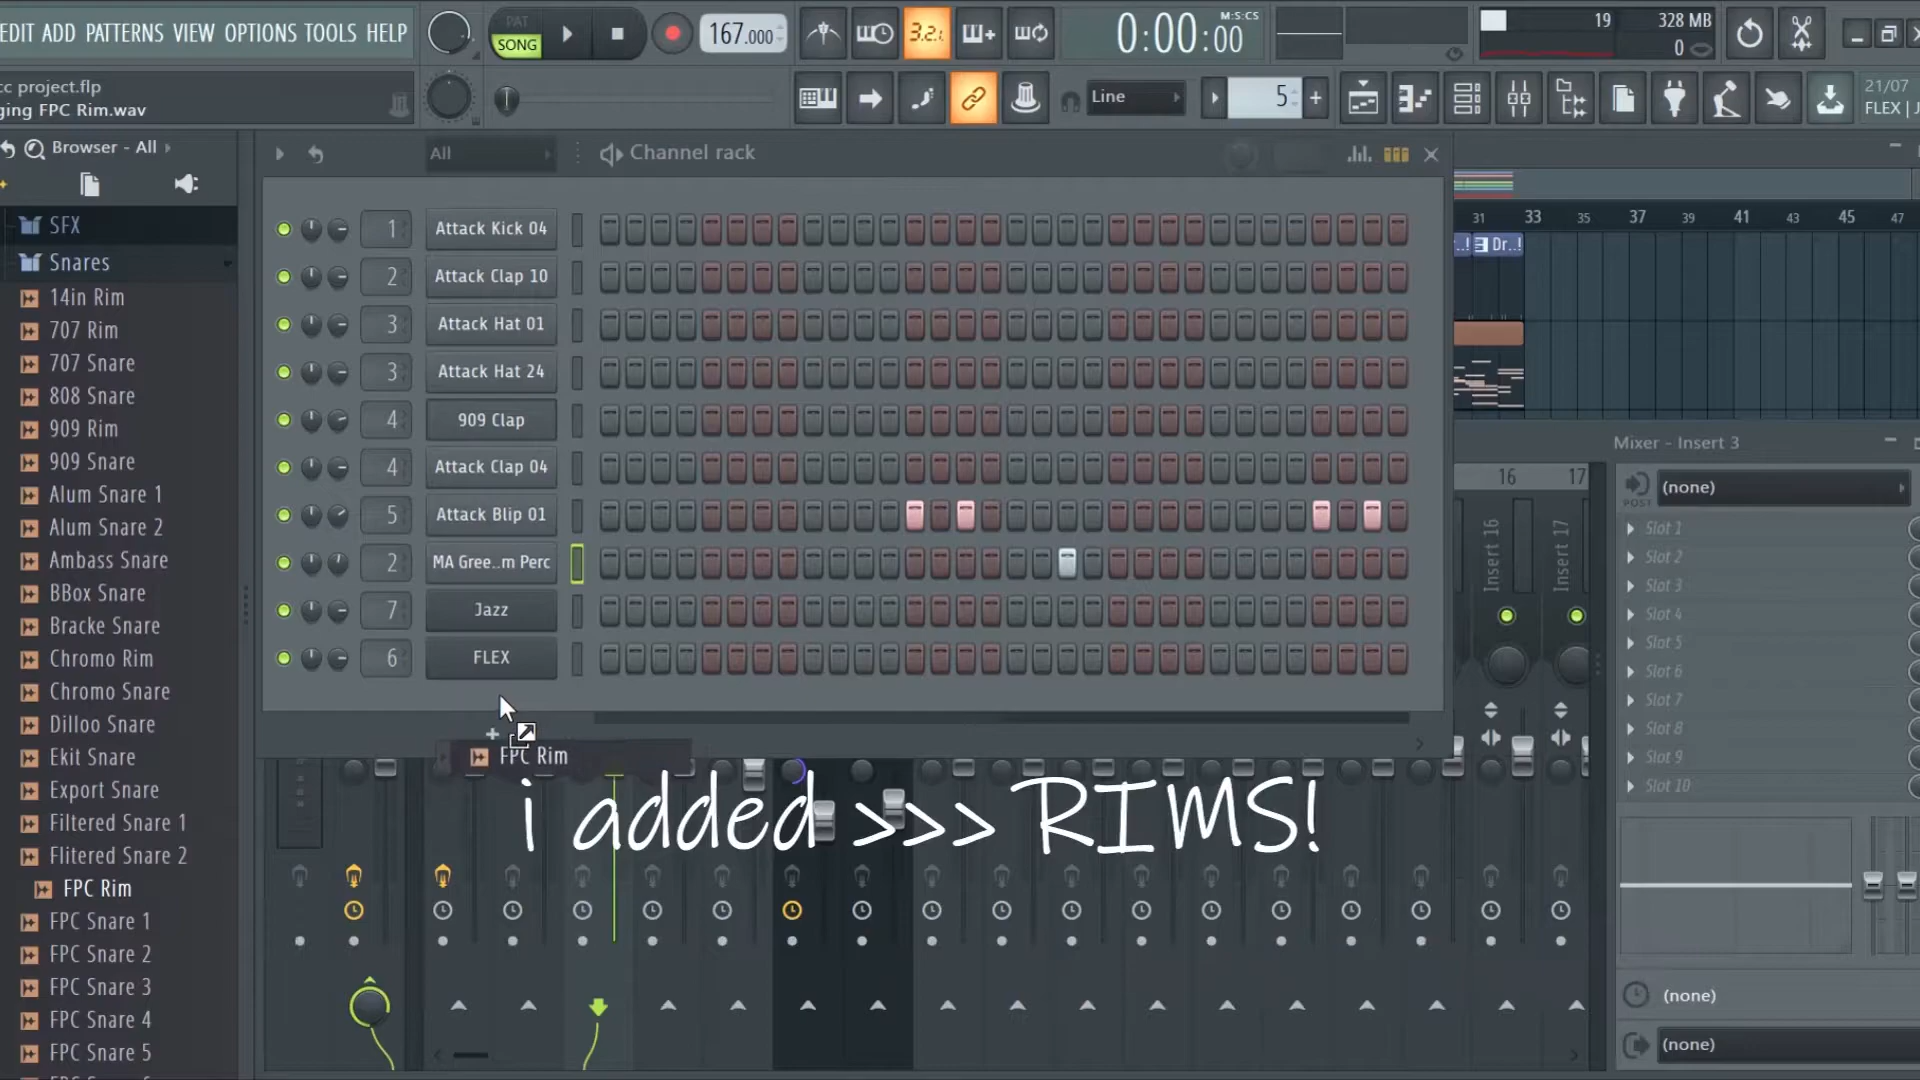 EDIT ADD PATTERNS VIEW OPTIONS TOOLS HELP
PAT
SONG
167.000
3.2.
0:00:00
M:S:CS
19
328 MB
0
cc project.flp
ging FPC Rim.wav
Line
5
21/07
FLEX |
Browser - All
All
Channel rack
SFX
Snares
14in Rim
707 Rim
707 Snare
808 Snare
909 Rim
909 Snare
Alum Snare 1
Alum Snare 2
Ambass Snare
BBox Snare
Bracke Snare
Chromo Rim
Chromo Snare
Dilloo Snare
Ekit Snare
Export Snare
Filtered Snare 1
Flitered Snare 2
FPC Rim
FPC Snare 1
FPC Snare 2
FPC Snare 3
FPC Snare 4
FPC Snare 5
1 Attack Kick 04
2 Attack Clap 10
3 Attack Hat 01
3 Attack Hat 24
4 909 Clap
4 Attack Clap 04
5 Attack Blip 01
2 MA Gree..m Perc
7 Jazz
6 FLEX
FPC Rim
i added >>> RIMS!
31 33 35 37 39 41 43 45 47
..! Dr..!
Mixer - Insert 3
16 17
Insert 16
Insert 17
POST
(none)
Slot 1
Slot 2
Slot 3
Slot 4
Slot 5
Slot 6
Slot 7
Slot 8
Slot 9
Slot 10
(none)
(none)